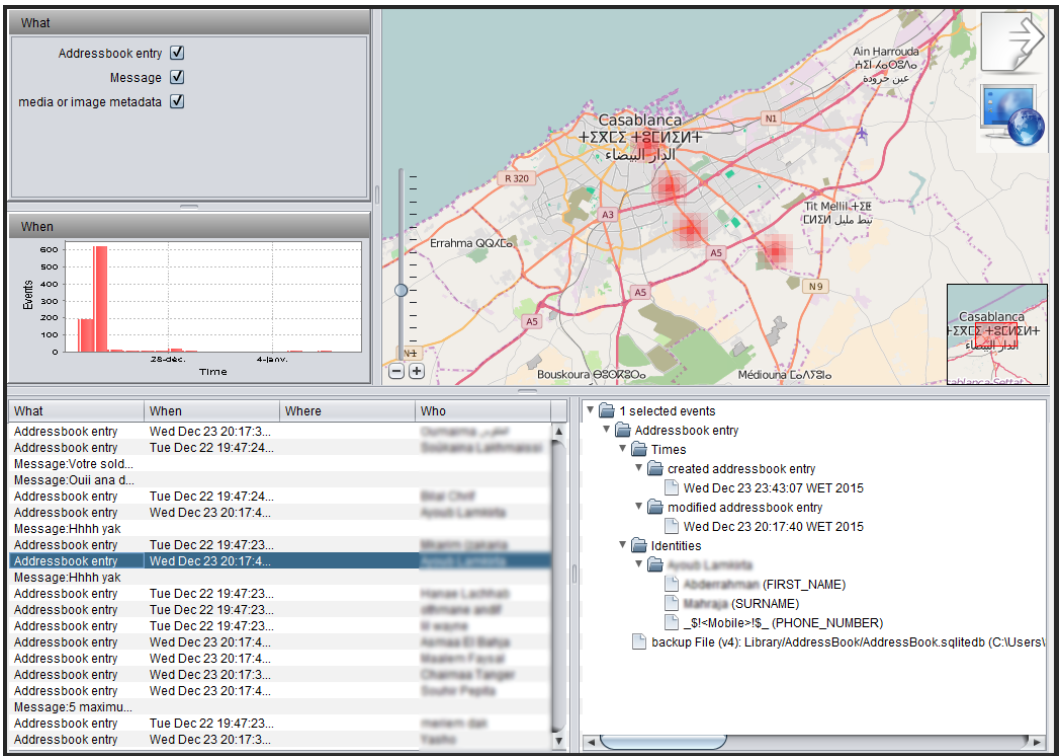 What
Addressbook entry
Message
media or image metadata
When
600
500
400
300
200
100
0
Events
28-déc.
4-janv.
Time
Ain Harrouda
عين حرودة
Casablanca
ⵜⵉⴳⵎⵉ ⵜⵓⵎⵍⵉⵍⵜ
الدار البيضاء
N1
R 320
Tit Mellil
تيط مليل
A3
Errahma
A5
N9
A5
A5
Bouskoura
Médiouna
Casablanca
الدار البيضاء
What When Where Who
Addressbook entry Wed Dec 23 20:17:3...
Addressbook entry Tue Dec 22 19:47:24...
Message:Votre sold...
Message:Ouii ana d...
Addressbook entry Tue Dec 22 19:47:24...
Addressbook entry Wed Dec 23 20:17:4...
Message:Hhhh yak
Addressbook entry Tue Dec 22 19:47:23...
Addressbook entry Wed Dec 23 20:17:4...
Message:Hhhh yak
Addressbook entry Tue Dec 22 19:47:23...
Addressbook entry Tue Dec 22 19:47:23...
Addressbook entry Tue Dec 22 19:47:23...
Addressbook entry Wed Dec 23 20:17:4...
Addressbook entry Wed Dec 23 20:17:4...
Addressbook entry Wed Dec 23 20:17:3...
Addressbook entry Wed Dec 23 20:17:4...
Message:5 maximu...
Addressbook entry Tue Dec 22 19:47:23...
Addressbook entry Wed Dec 23 20:17:3...
1 selected events
Addressbook entry
Times
created addressbook entry
Wed Dec 23 23:43:07 WET 2015
modified addressbook entry
Wed Dec 23 20:17:40 WET 2015
Identities
(FIRST_NAME)
(SURNAME)
_$!<Mobile>!$_ (PHONE_NUMBER)
backup File (v4): Library/AddressBook/AddressBook.sqlitedb (C:\Users\